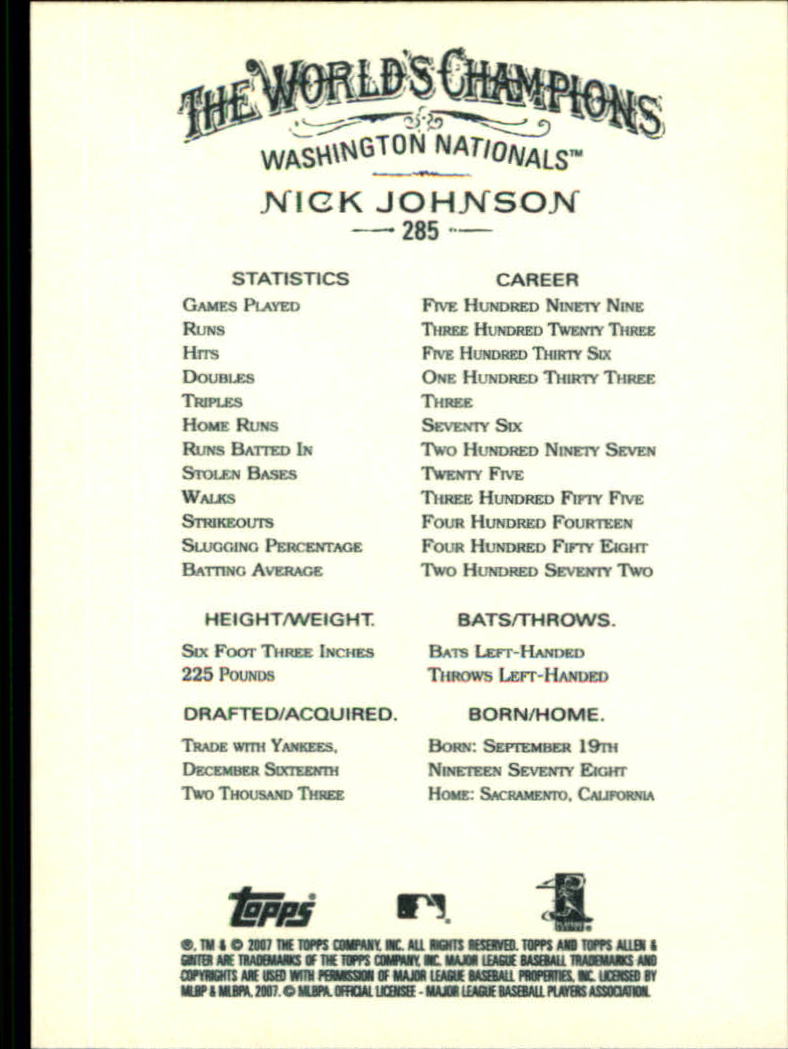 THE WORLD'S CHAMPIONS
WASHINGTON NATIONALS™
NICK JOHNSON
285
STATISTICS CAREER
GAMES PLAYED FIVE HUNDRED NINETY NINE
RUNS THREE HUNDRED TWENTY THREE
HITS FIVE HUNDRED THIRTY SIX
DOUBLES ONE HUNDRED THIRTY THREE
TRIPLES THREE
HOME RUNS SEVENTY SIX
RUNS BATTED IN TWO HUNDRED NINETY SEVEN
STOLEN BASES TWENTY FIVE
WALKS THREE HUNDRED FIFTY FIVE
STRIKEOUTS FOUR HUNDRED FOURTEEN
SLUGGING PERCENTAGE FOUR HUNDRED FIFTY EIGHT
BATTING AVERAGE TWO HUNDRED SEVENTY TWO
HEIGHT/WEIGHT. BATS/THROWS.
SIX FOOT THREE INCHES BATS LEFT-HANDED
225 POUNDS THROWS LEFT-HANDED
DRAFTED/ACQUIRED. BORN/HOME.
TRADE WITH YANKEES, BORN: SEPTEMBER 19TH
DECEMBER SIXTEENTH NINETEEN SEVENTY EIGHT
TWO THOUSAND THREE HOME: SACRAMENTO, CALIFORNIA
topps®
®, TM & © 2007 THE TOPPS COMPANY, INC. ALL RIGHTS RESERVED. TOPPS AND TOPPS ALLEN &
GINTER ARE TRADEMARKS OF THE TOPPS COMPANY, INC. MAJOR LEAGUE BASEBALL TRADEMARKS AND
COPYRIGHTS ARE USED WITH PERMISSION OF MAJOR LEAGUE BASEBALL PROPERTIES, INC. LICENSED BY
MLBP & MLBPA, 2007. © MLBPA. OFFICIAL LICENSEE - MAJOR LEAGUE BASEBALL PLAYERS ASSOCIATION.